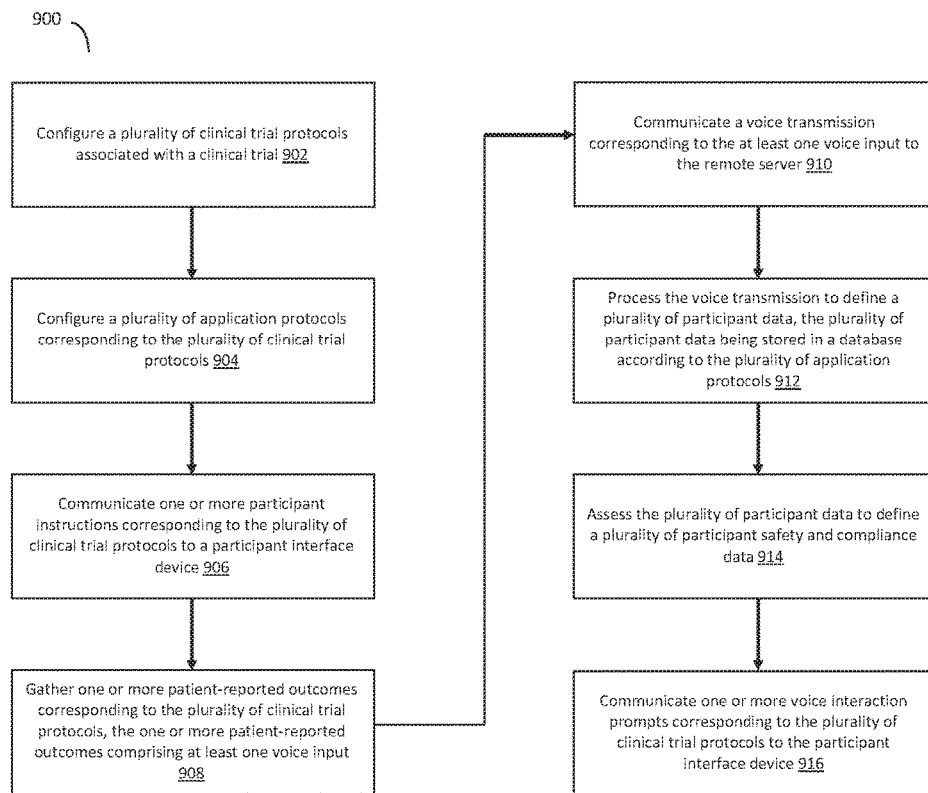 900
Configure a plurality of clinical trial protocols
associated with a clinical trial 902
Configure a plurality of application protocols
corresponding to the plurality of clinical trial
protocols 904
Communicate one or more participant
instructions corresponding to the plurality of
clinical trial protocols to a participant interface
device 906
Gather one or more patient-reported outcomes
corresponding to the plurality of clinical trial
protocols, the one or more patient-reported
outcomes comprising at least one voice input
908
Communicate a voice transmission
corresponding to the at least one voice input to
the remote server 910
Process the voice transmission to define a
plurality of participant data, the plurality of
participant data being stored in a database
according to the plurality of application
protocols 912
Assess the plurality of participant data to define
a plurality of participant safety and compliance
data 914
Communicate one or more voice interaction
prompts corresponding to the plurality of
clinical trial protocols to the participant
interface device 916